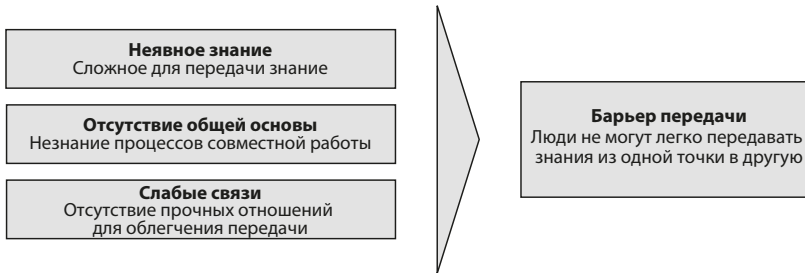 Неявное знание
Сложное для передачи знание
Отсутствие общей основы
Незнание процессов совместной работы
Слабые связи
Отсутствие прочных отношений
для облегчения передачи
Барьер передачи
Люди не могут легко передавать
знания из одной точки в другую